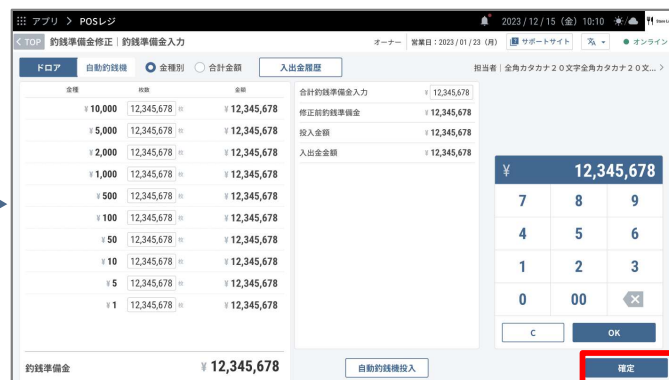 アプリ > POSレジ 2023 / 12 / 15（金）10:10
< TOP 釣銭準備金修正｜釣銭準備金入力 オーナー 営業日：2023 / 01 / 23（月） サポートサイト オンライン
ドロア 自動釣銭機 金種別 合計金額 入出金履歴 担当者｜全角カタカナ２０文字全角カタカナ２０文... >
金種 枚数 金額
¥ 10,000 12,345,678 枚 ¥ 12,345,678
¥ 5,000 12,345,678 枚 ¥ 12,345,678
¥ 2,000 12,345,678 枚 ¥ 12,345,678
¥ 1,000 12,345,678 枚 ¥ 12,345,678
¥ 500 12,345,678 枚 ¥ 12,345,678
¥ 100 12,345,678 枚 ¥ 12,345,678
¥ 50 12,345,678 枚 ¥ 12,345,678
¥ 10 12,345,678 枚 ¥ 12,345,678
¥ 5 12,345,678 枚 ¥ 12,345,678
¥ 1 12,345,678 枚 ¥ 12,345,678
釣銭準備金 ¥ 12,345,678
合計釣銭準備金入力 ¥ 12,345,678
修正前釣銭準備金 ¥ 12,345,678
投入金額 ¥ 12,345,678
入出金金額 ¥ 12,345,678
自動釣銭機投入
¥ 12,345,678
7 8 9
4 5 6
1 2 3
0 00
C OK
確定